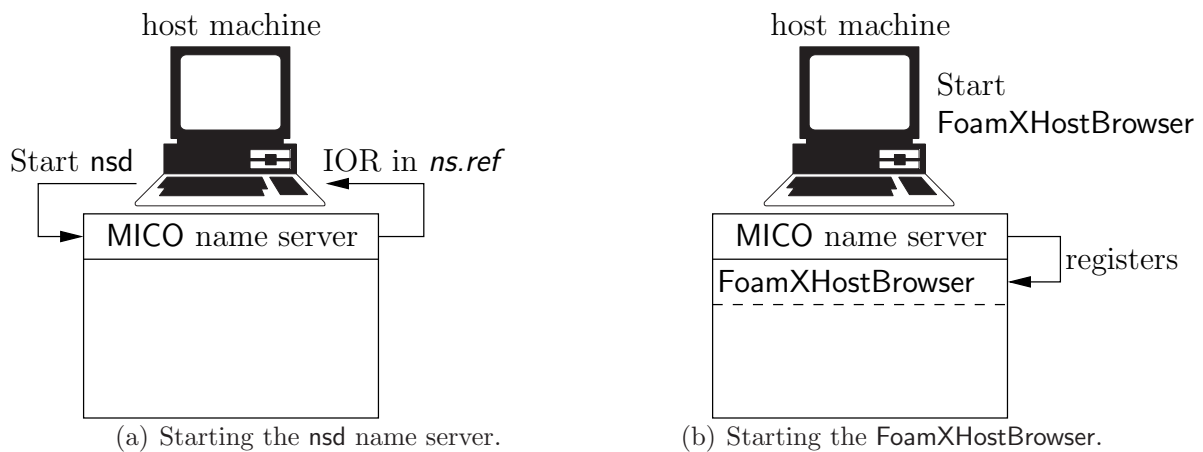 host machine
Start nsd
IOR in ns.ref
MICO name server
(a) Starting the nsd name server.
host machine
Start
FoamXHostBrowser
MICO name server
registers
FoamXHostBrowser
(b) Starting the FoamXHostBrowser.